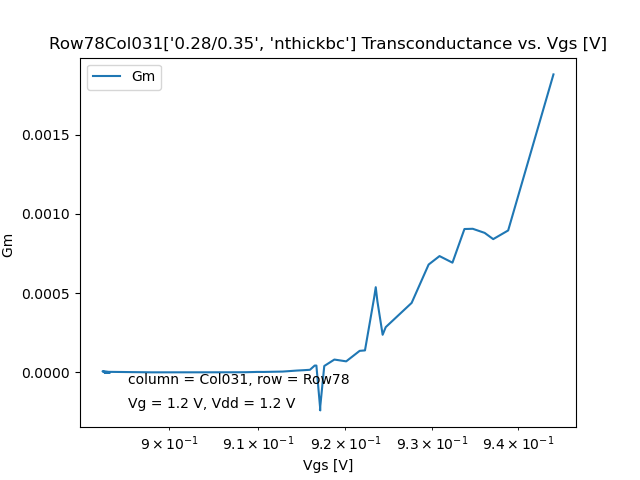 Row78Col031['0.28/0.35', 'nthickbc'] Transconductance vs. Vgs [V]
Gm
0.0015
0.0010
0.0005
0.0000
Gm
column = Col031, row = Row78
Vg = 1.2 V, Vdd = 1.2 V
9 × 10⁻¹ 9.1 × 10⁻¹ 9.2 × 10⁻¹ 9.3 × 10⁻¹ 9.4 × 10⁻¹
Vgs [V]